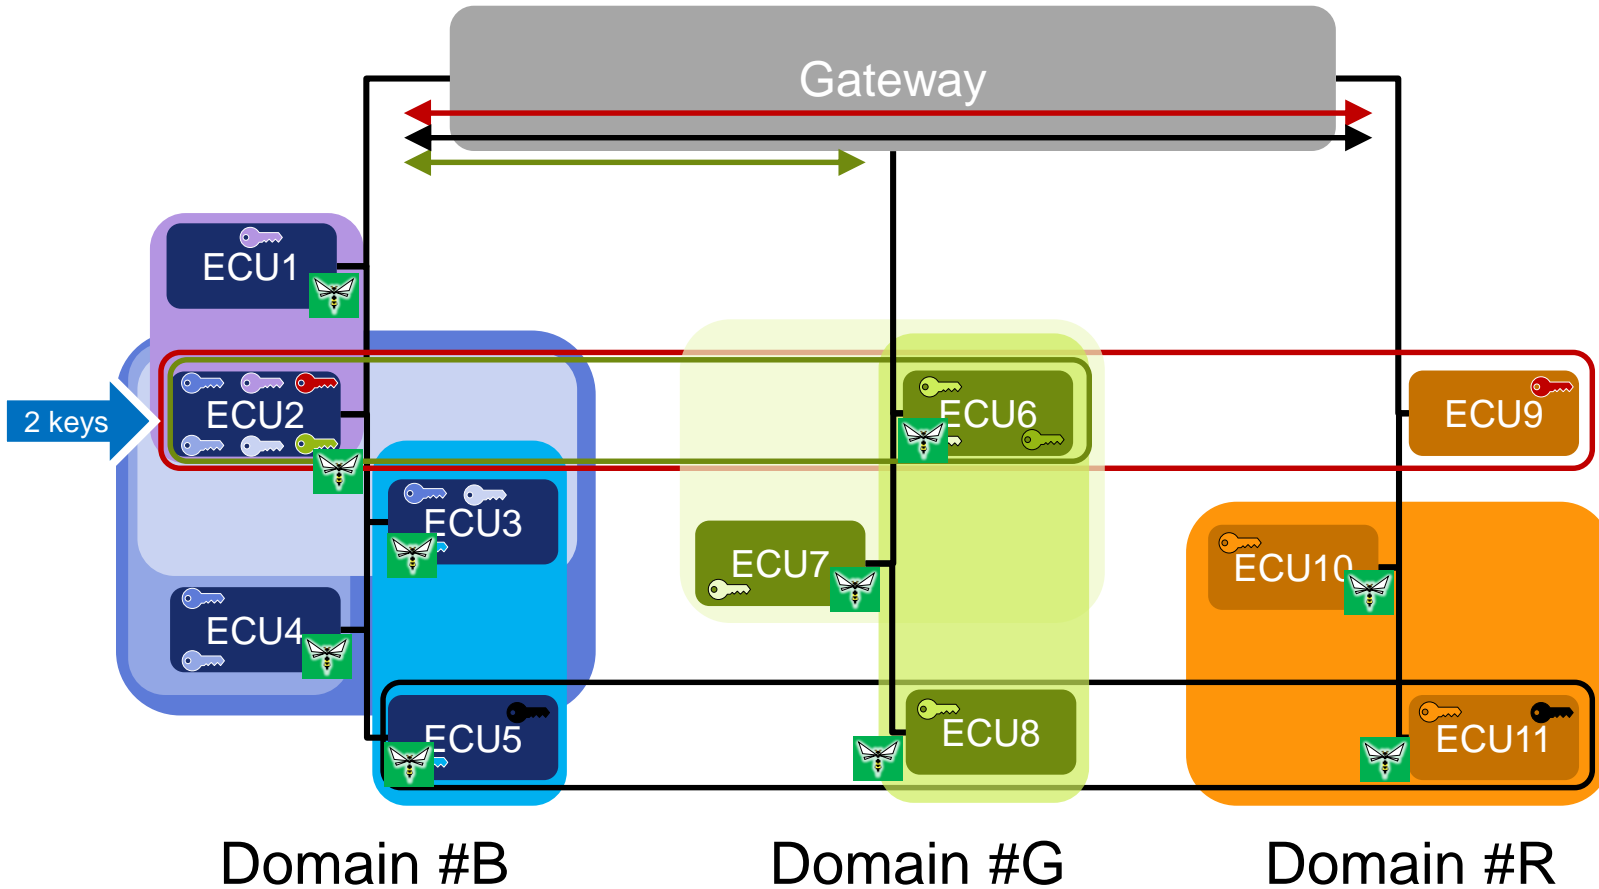 Gateway
ECU1
2 keys
ECU2
ECU6
ECU9
ECU3
ECU7
ECU10
ECU4
ECU5
ECU8
ECU11
Domain #B
Domain #G
Domain #R